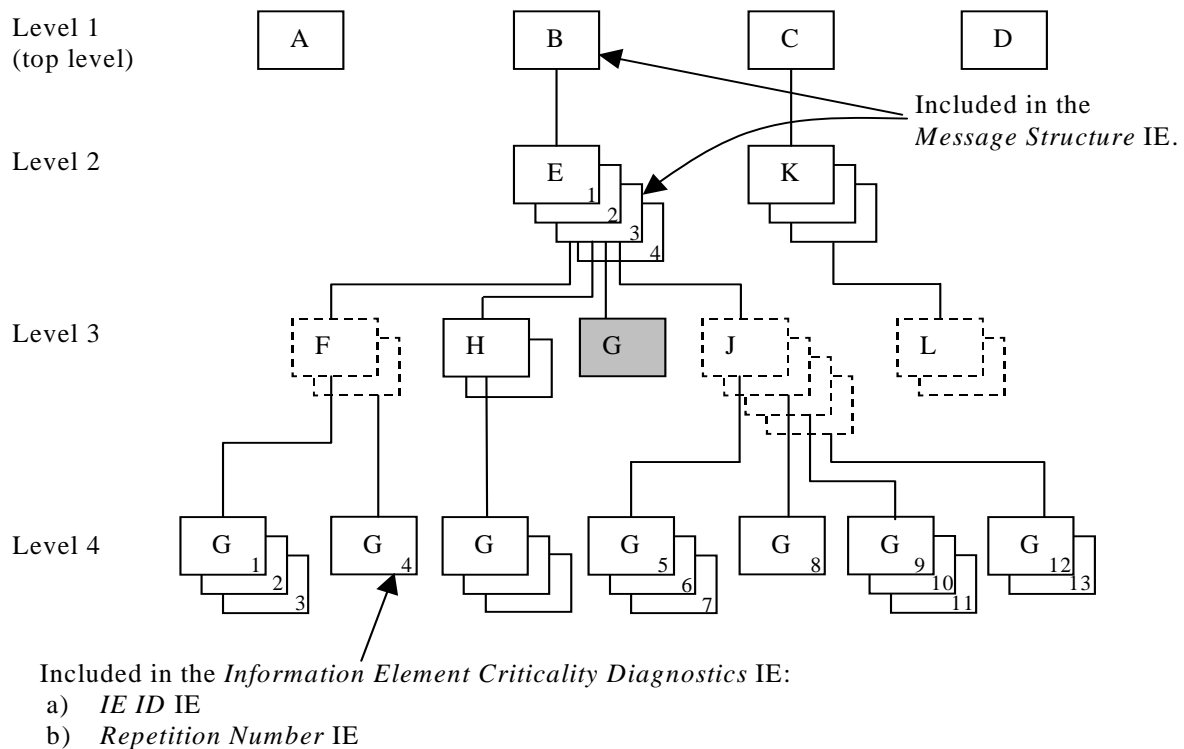 Level 1
(top level)
A
B
C
D
Included in the
Message Structure IE.
Level 2
E
1
2
3
4
K
Level 3
F
H
G
J
L
Level 4
G
1
2
3
G
4
G
G
5
6
7
G
8
G
9
10
11
G
12
13
Included in the Information Element Criticality Diagnostics IE:
a) IE ID IE
b) Repetition Number IE